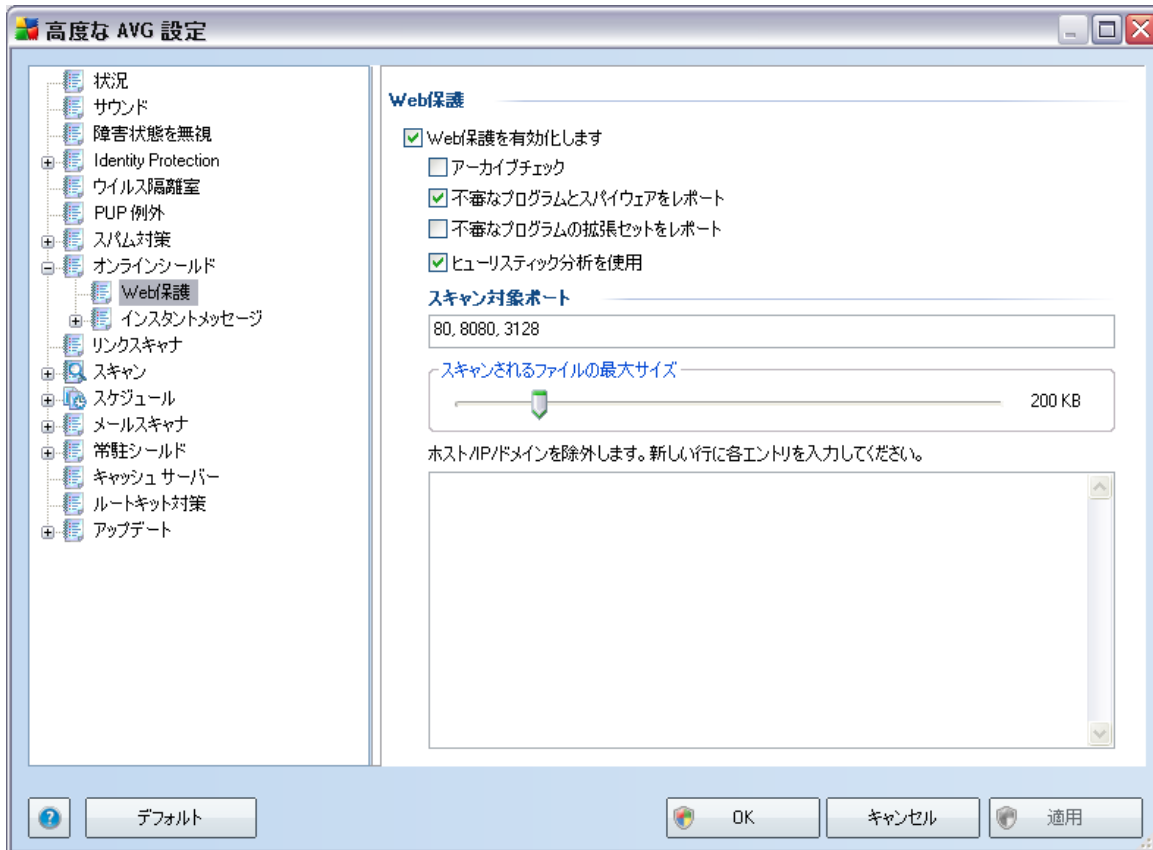 高度な AVG 設定
状況
サウンド
障害状態を無視
Identity Protection
ウイルス隔離室
PUP 例外
スパム対策
オンラインシールド
Web保護
インスタントメッセージ
リンクスキャナ
スキャン
スケジュール
メールスキャナ
常駐シールド
キャッシュ サーバー
ルートキット対策
アップデート
Web保護
Web保護を有効化します
アーカイブチェック
不審なプログラムとスパイウェアをレポート
不審なプログラムの拡張セットをレポート
ヒューリスティック分析を使用
スキャン対象ポート
80, 8080, 3128
スキャンされるファイルの最大サイズ
200 KB
ホスト/IP/ドメインを除外します。新しい行に各エントリを入力してください。
デフォルト
OK
キャンセル
適用